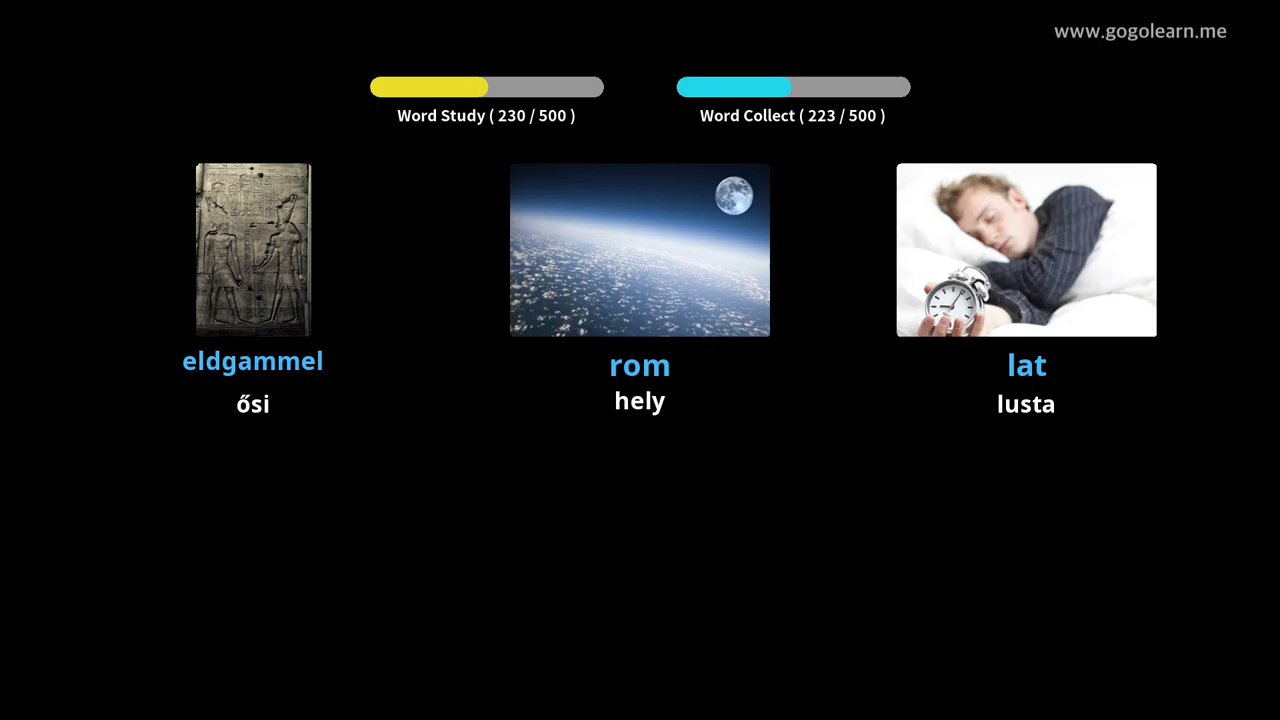 www.gogolearn.me
Word Study ( 230 / 500 )
Word Collect ( 223 / 500 )
eldgammel
rom
lat
ősi
hely
lusta